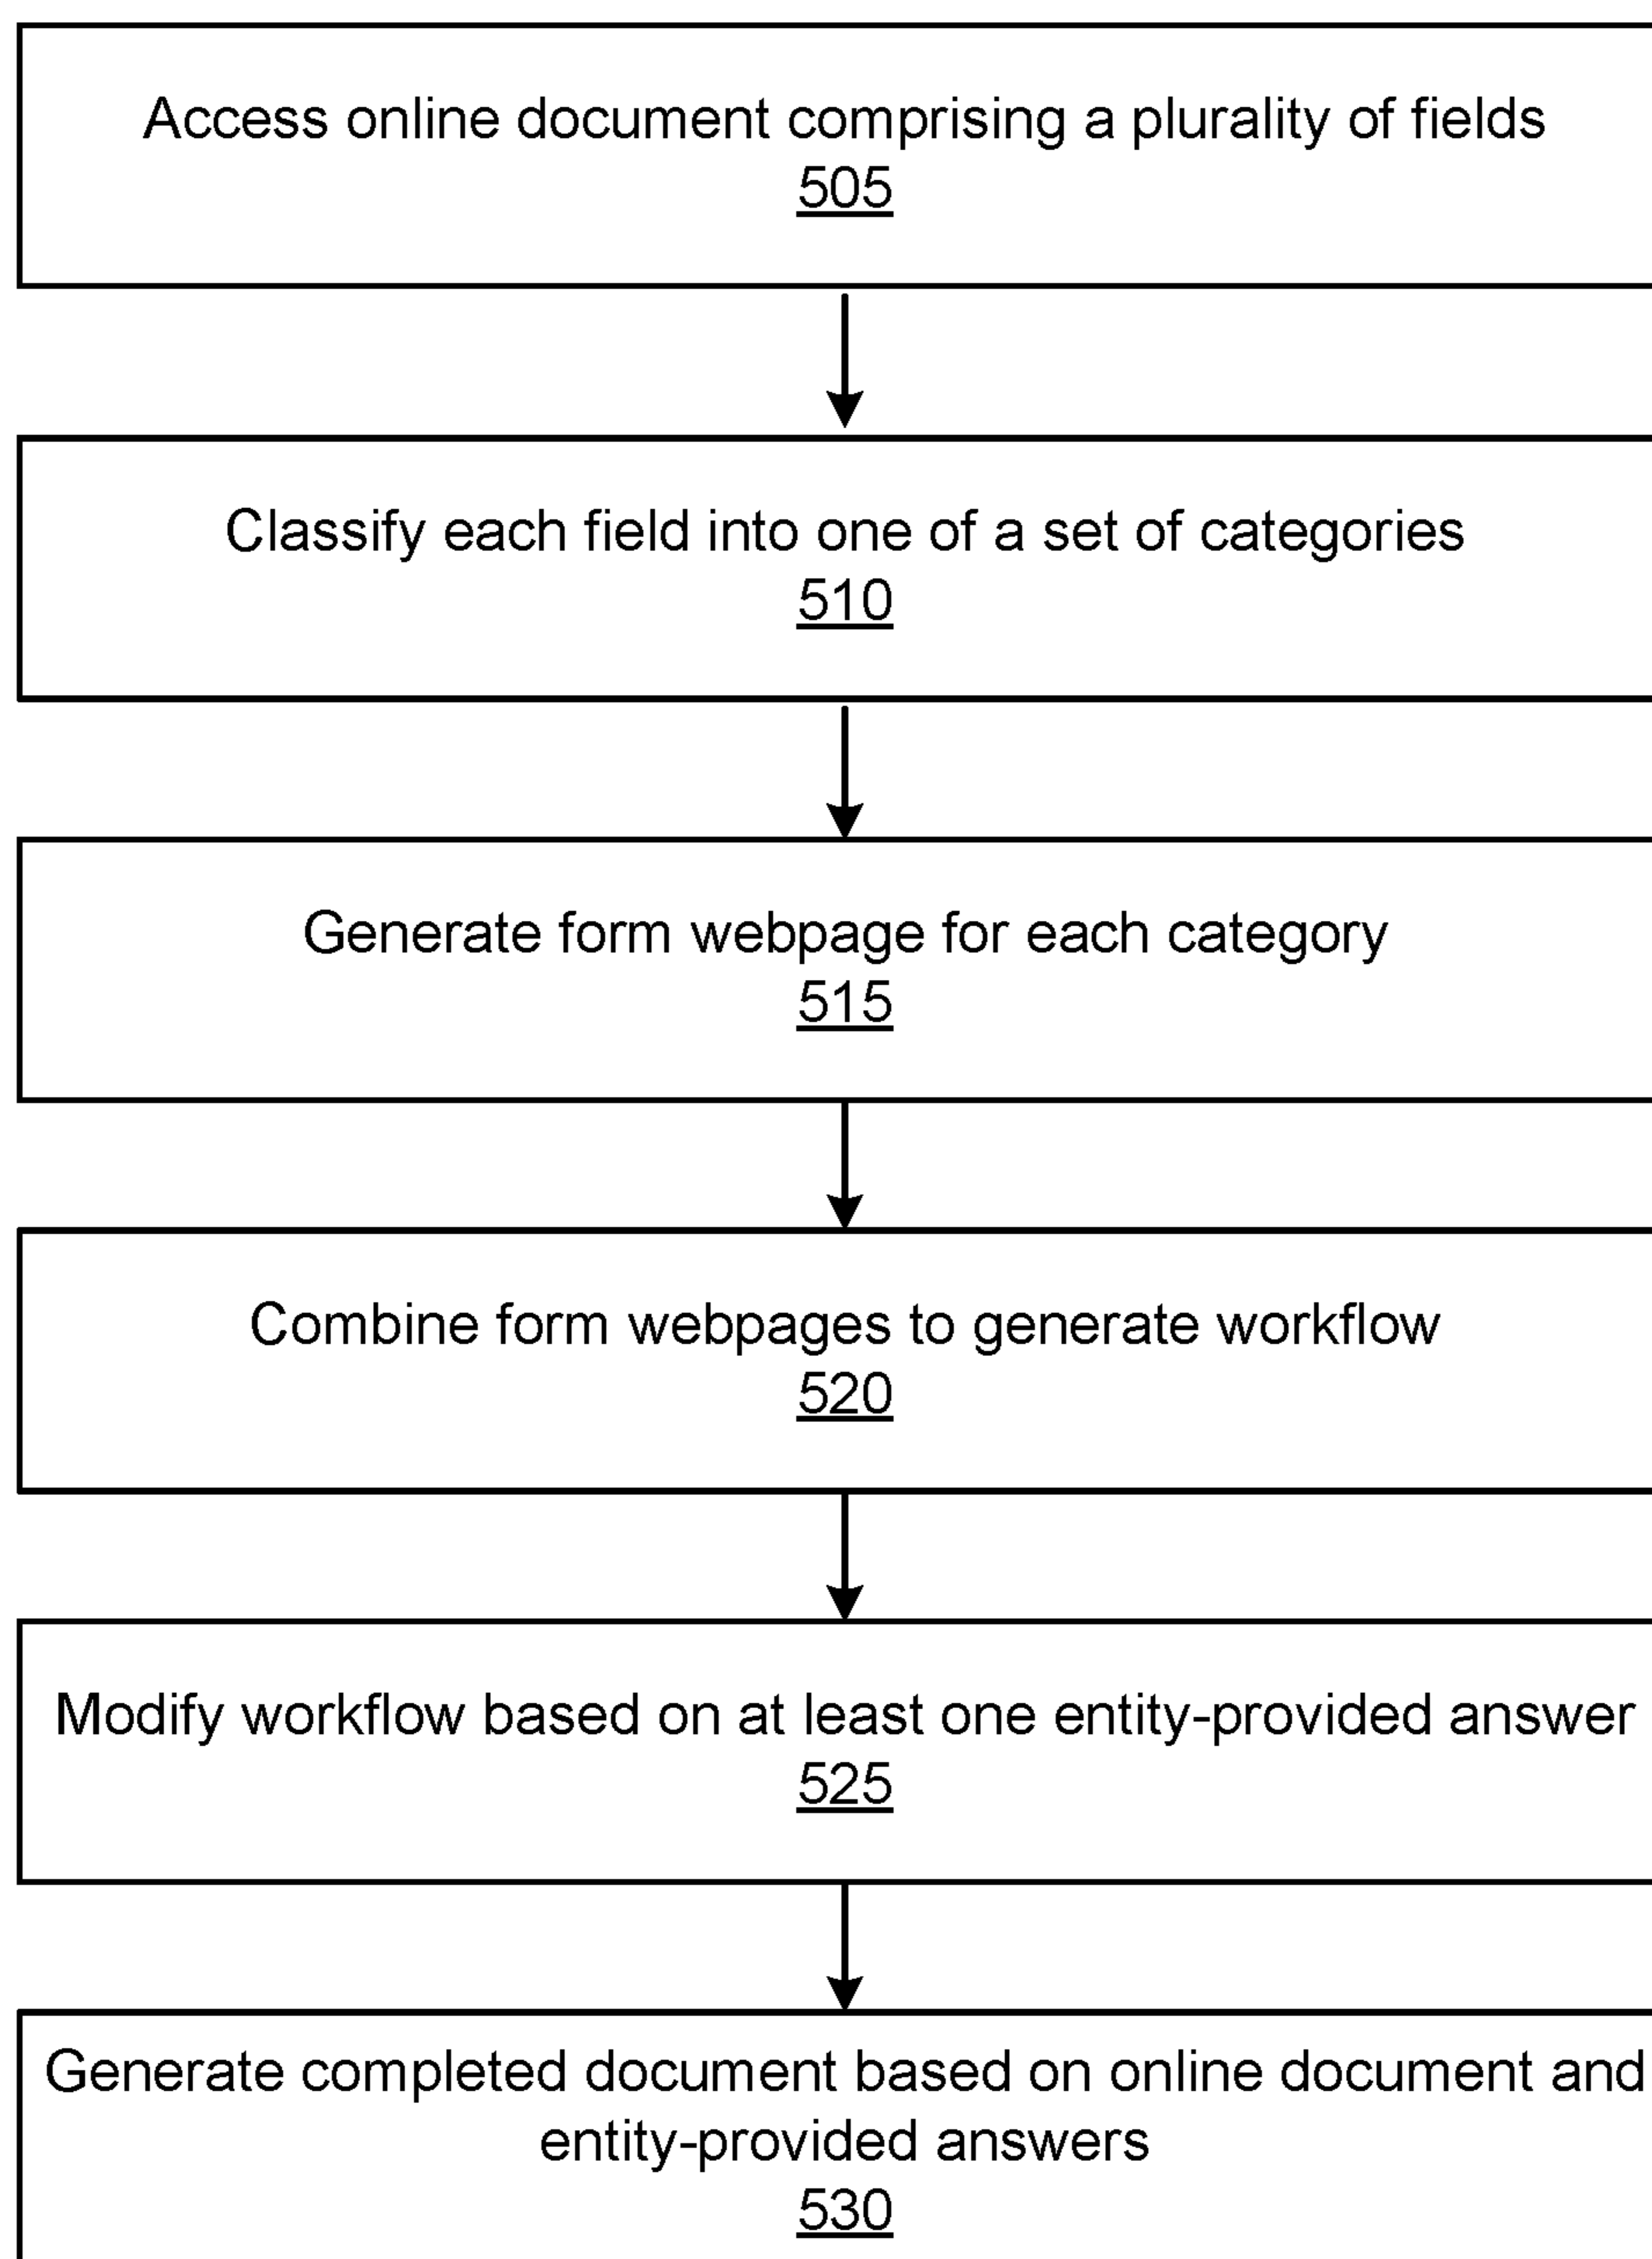 Access online document comprising a plurality of fields
505
Classify each field into one of a set of categories
510
Generate form webpage for each category
515
Combine form webpages to generate workflow
520
Modify workflow based on at least one entity-provided answer
525
Generate completed document based on online document and
entity-provided answers
530